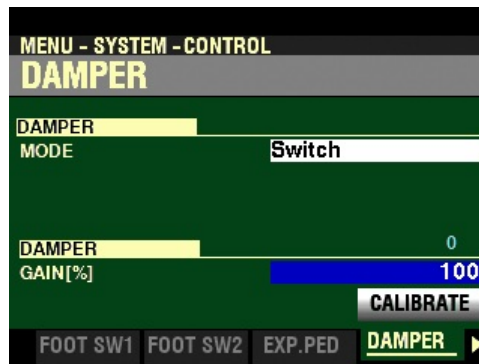 MENU - SYSTEM -CONTROL
DAMPER
DAMPER
MODE Switch
0
DAMPER
GAIN[%] 100
CALIBRATE
FOOT SW1 FOOT SW2 EXP.PED DAMPER